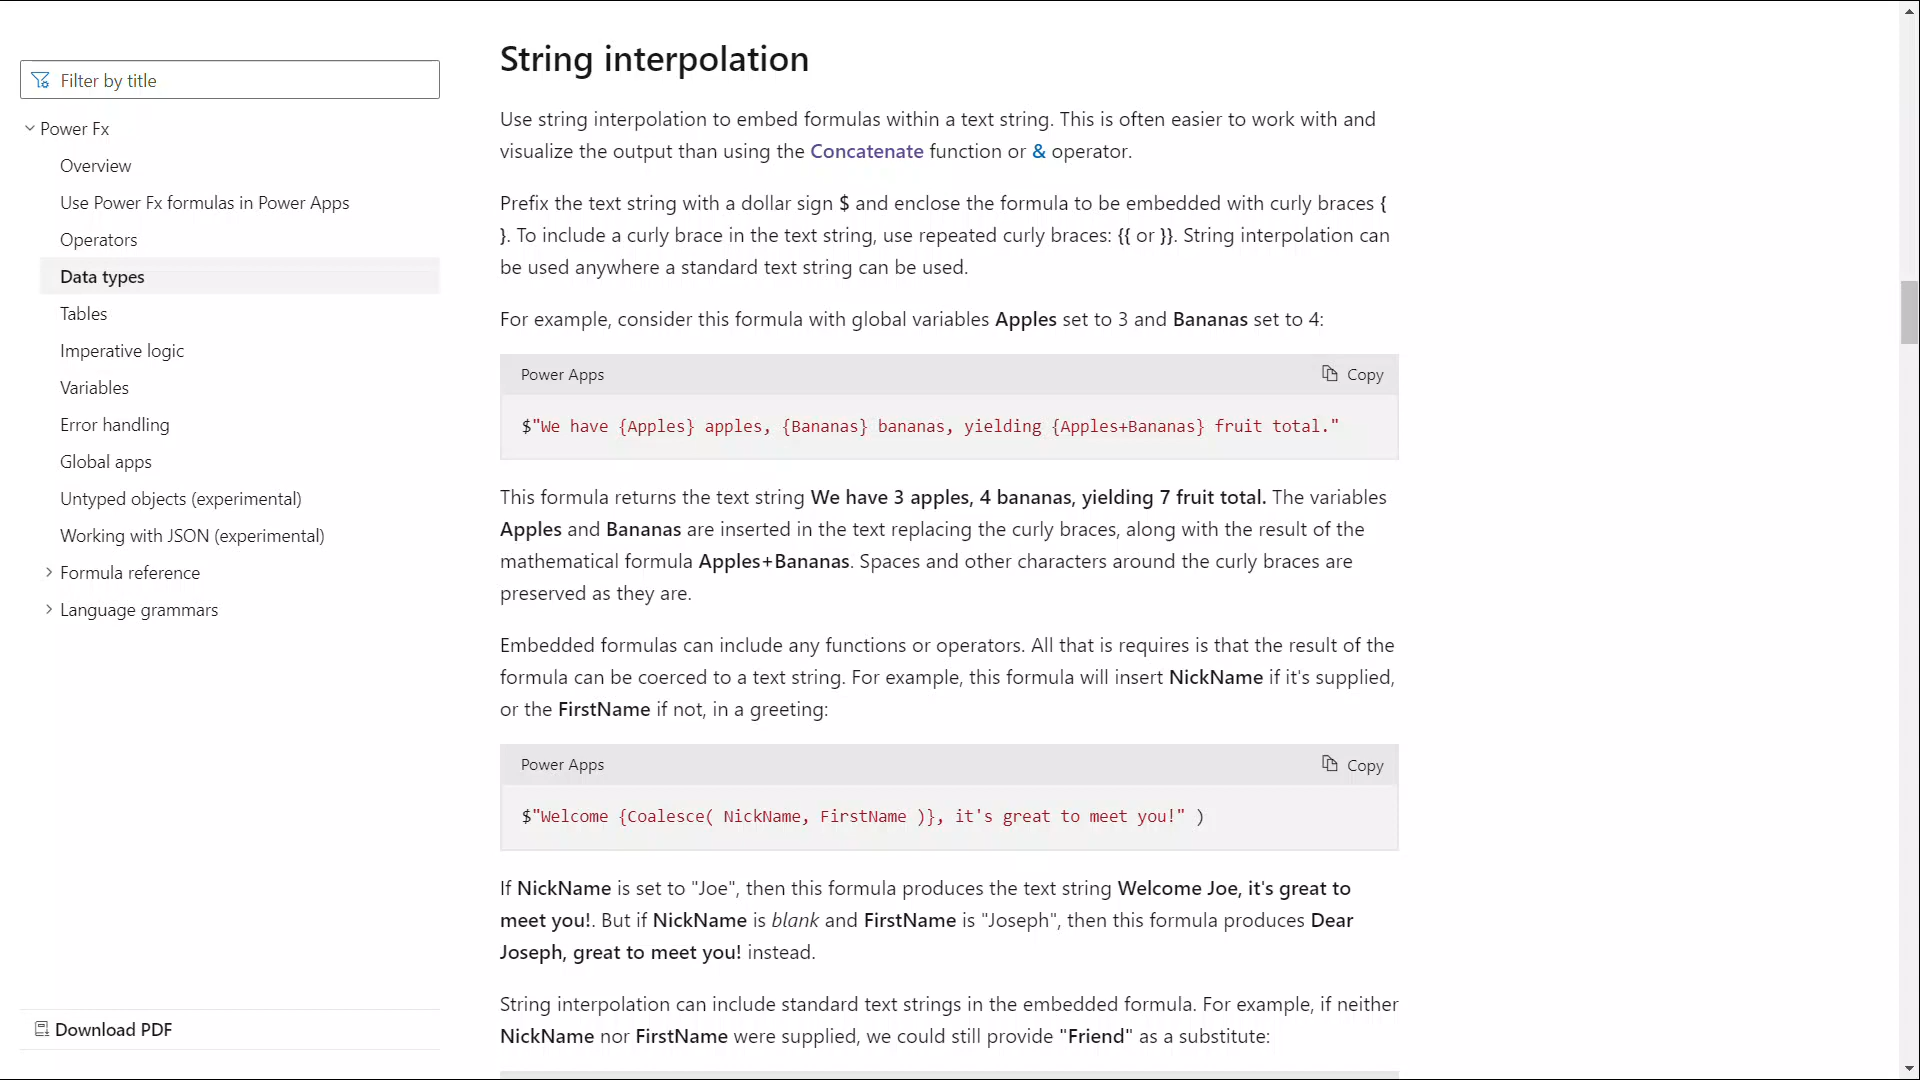 Filter by title
Power Fx
Overview
Use Power Fx formulas in Power Apps
Operators
Data types
Tables
Imperative logic
Variables
Error handling
Global apps
Untyped objects (experimental)
Working with JSON (experimental)
Formula reference
Language grammars
Download PDF
String interpolation
Use string interpolation to embed formulas within a text string. This is often easier to work with and
visualize the output than using the Concatenate function or & operator.
Prefix the text string with a dollar sign $ and enclose the formula to be embedded with curly braces {
}. To include a curly brace in the text string, use repeated curly braces: {{ or }}. String interpolation can
be used anywhere a standard text string can be used.
For example, consider this formula with global variables Apples set to 3 and Bananas set to 4:
Power Apps Copy
$"We have {Apples} apples, {Bananas} bananas, yielding {Apples+Bananas} fruit total."
This formula returns the text string We have 3 apples, 4 bananas, yielding 7 fruit total. The variables
Apples and Bananas are inserted in the text replacing the curly braces, along with the result of the
mathematical formula Apples+Bananas. Spaces and other characters around the curly braces are
preserved as they are.
Embedded formulas can include any functions or operators. All that is requires is that the result of the
formula can be coerced to a text string. For example, this formula will insert NickName if it's supplied,
or the FirstName if not, in a greeting:
Power Apps Copy
$"Welcome {Coalesce( NickName, FirstName )}, it's great to meet you!" )
If NickName is set to "Joe", then this formula produces the text string Welcome Joe, it's great to
meet you!. But if NickName is blank and FirstName is "Joseph", then this formula produces Dear
Joseph, great to meet you! instead.
String interpolation can include standard text strings in the embedded formula. For example, if neither
NickName nor FirstName were supplied, we could still provide "Friend" as a substitute: